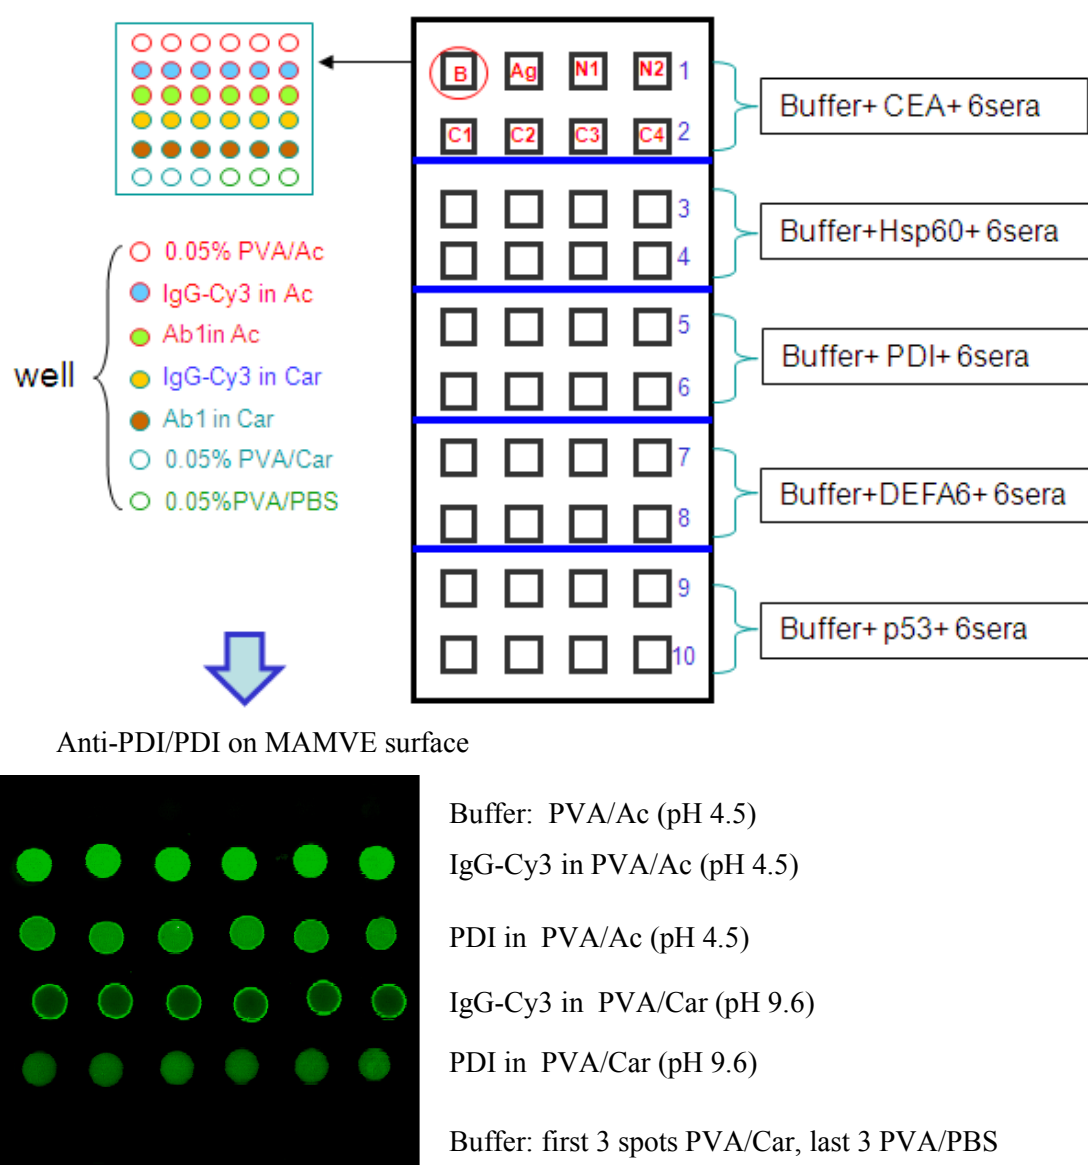 B Ag N1 N2 1
C1 C2 C3 C4 2
3
4
5
6
7
8
9
10
Buffer+ CEA+ 6sera
Buffer+Hsp60+ 6sera
Buffer+ PDI+ 6sera
Buffer+DEFA6+ 6sera
Buffer+ p53+ 6sera
well
0.05% PVA/Ac
IgG-Cy3 in Ac
Ab1in Ac
IgG-Cy3 in Car
Ab1 in Car
0.05% PVA/Car
0.05%PVA/PBS
Anti-PDI/PDI on MAMVE surface
Buffer: PVA/Ac (pH 4.5)
IgG-Cy3 in PVA/Ac (pH 4.5)
PDI in PVA/Ac (pH 4.5)
IgG-Cy3 in PVA/Car (pH 9.6)
PDI in PVA/Car (pH 9.6)
Buffer: first 3 spots PVA/Car, last 3 PVA/PBS